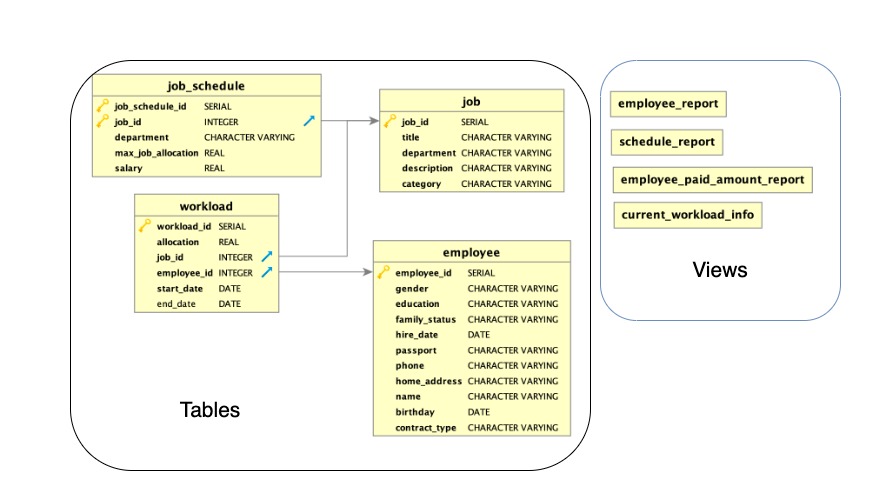 job_schedule
job_schedule_id SERIAL
job_id INTEGER
department CHARACTER VARYING
max_job_allocation REAL
salary REAL
workload
workload_id SERIAL
allocation REAL
job_id INTEGER
employee_id INTEGER
start_date DATE
end_date DATE
job
job_id SERIAL
title CHARACTER VARYING
department CHARACTER VARYING
description CHARACTER VARYING
category CHARACTER VARYING
employee
employee_id SERIAL
gender CHARACTER VARYING
education CHARACTER VARYING
family_status CHARACTER VARYING
hire_date DATE
passport CHARACTER VARYING
phone CHARACTER VARYING
home_address CHARACTER VARYING
name CHARACTER VARYING
birthday DATE
contract_type CHARACTER VARYING
Tables
employee_report
schedule_report
employee_paid_amount_report
current_workload_info
Views